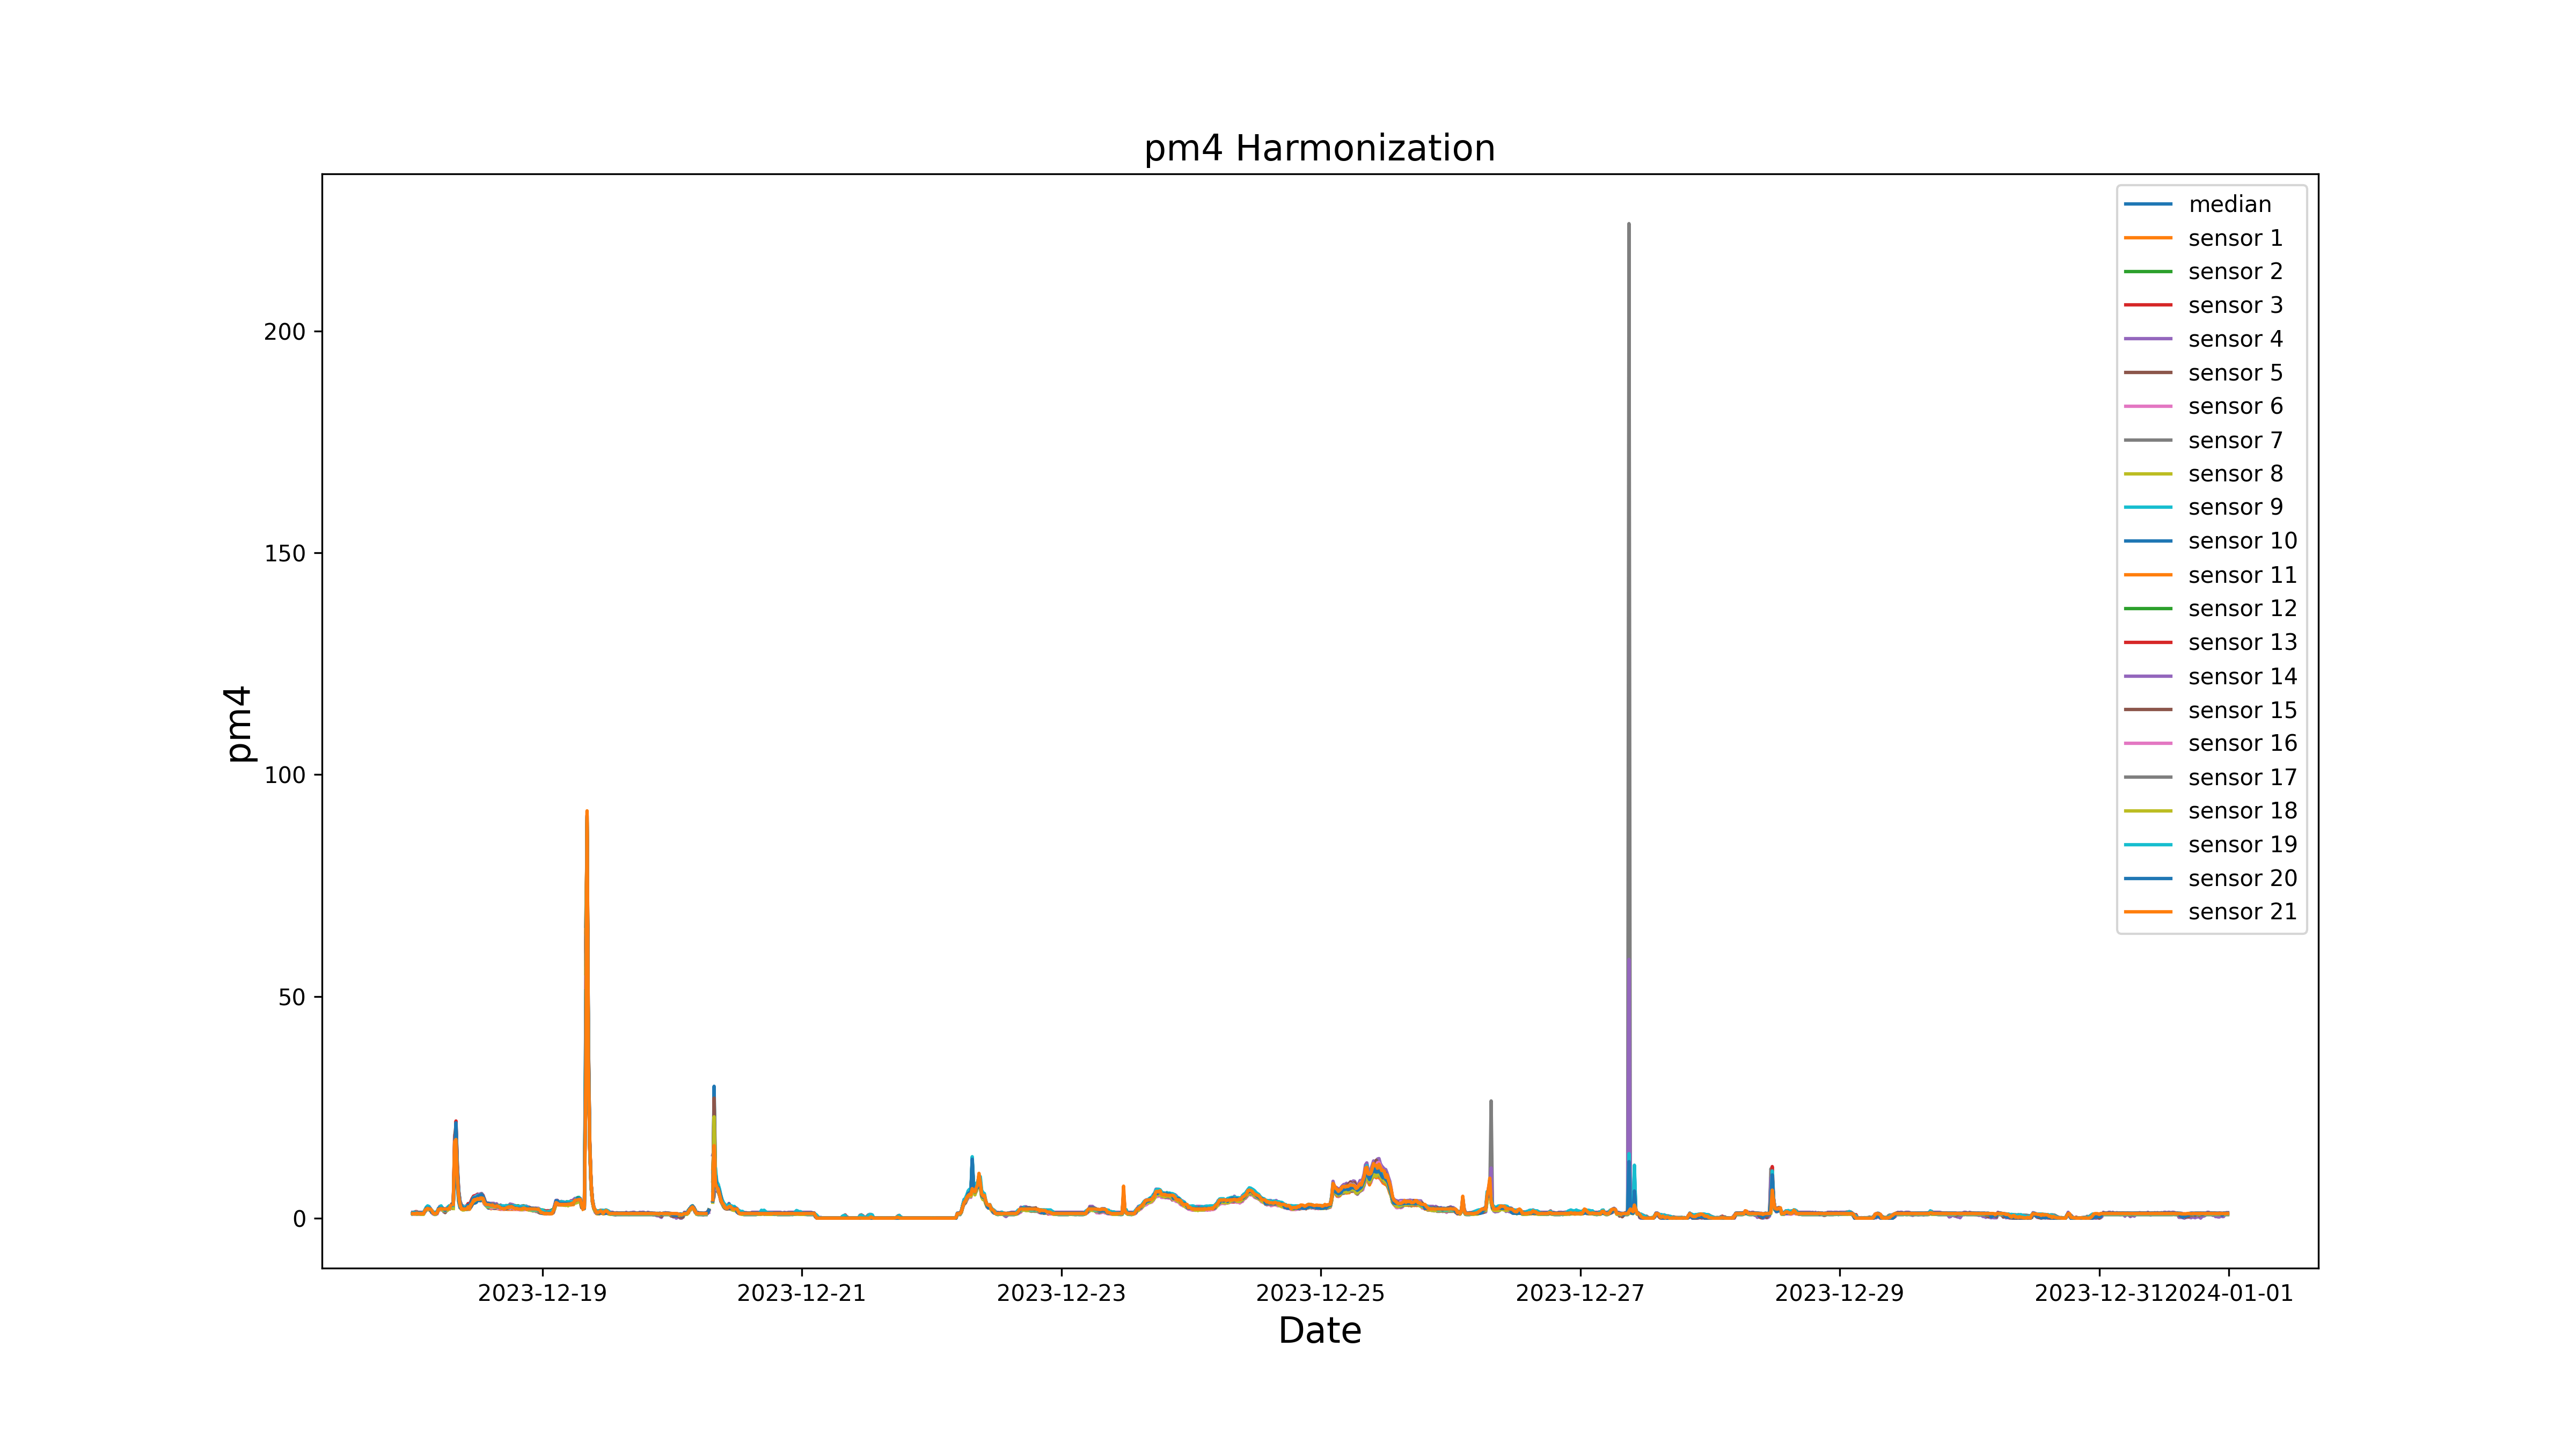 pm4 Harmonization
median
sensor 1
sensor 2
sensor 3
sensor 4
sensor 5
sensor 6
sensor 7
sensor 8
sensor 9
sensor 10
sensor 11
sensor 12
sensor 13
sensor 14
sensor 15
sensor 16
sensor 17
sensor 18
sensor 19
sensor 20
sensor 21
pm4
200
150
100
50
0
2023-12-19 2023-12-21 2023-12-23 2023-12-25 2023-12-27 2023-12-29 2023-12-31 2024-01-01
Date